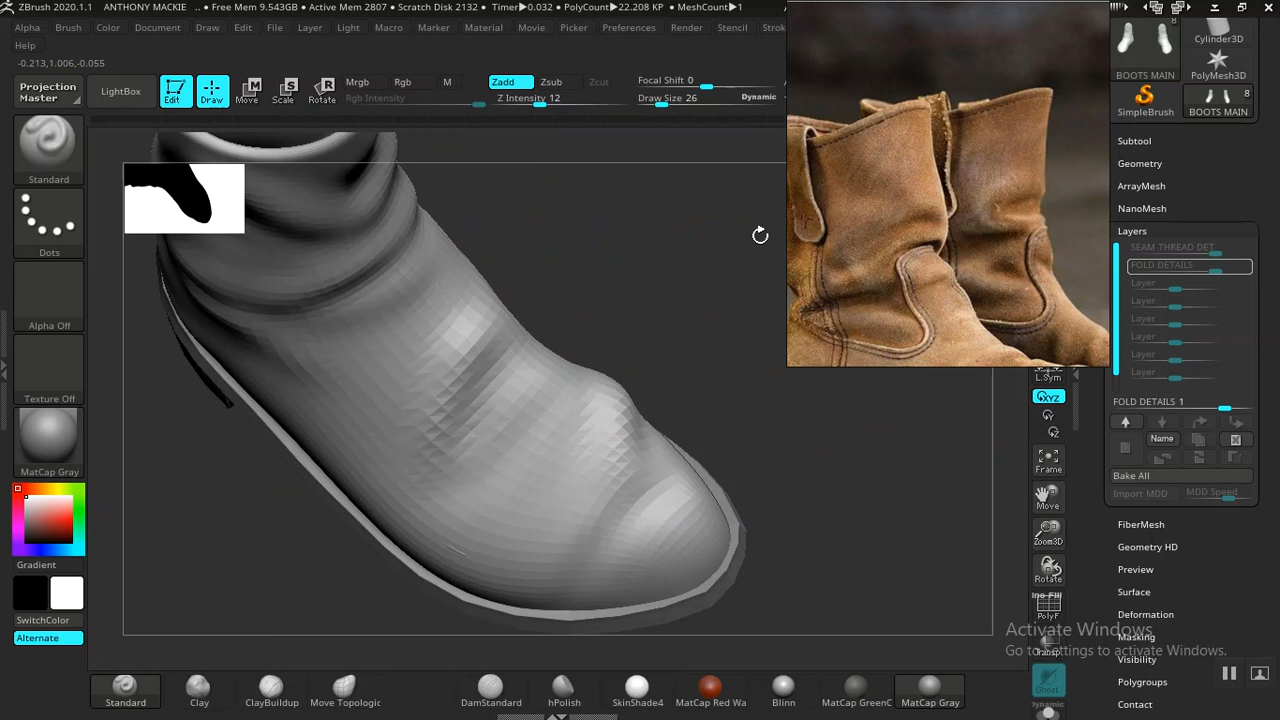 ZBrush 2020.1.1 ANTHONY MACKIE .. • Free Mem 9.543GB • Active Mem 2807 • Scratch Disk 2132 • Timer▶0.032 • PolyCount▶22.208 KP • MeshCount▶1
Alpha Brush Color Document Draw Edit File Layer Light Macro Marker Material Movie Picker Preferences Render Stencil Strok
Help
-0.213,1.006,-0.055
Projection Master
LightBox
Edit
Draw
Move
Scale
Rotate
Mrgb Rgb M
Rgb Intensity
Zadd Zsub Zcut
Z Intensity 12
Focal Shift 0
Draw Size 26
Dynamic
Standard
Dots
Alpha Off
Texture Off
MatCap Gray
Gradient
SwitchColor
Alternate
8
BOOTS MAIN
Cylinder3D
PolyMesh3D
SimpleBrush
8
BOOTS MAIN
Subtool
Geometry
ArrayMesh
NanoMesh
Layers
SEAM THREAD DET
FOLD DETAILS
Layer
Layer
Layer
Layer
Layer
Layer
FOLD DETAILS 1
Name
Bake All
Import MDD MDD Speed
FiberMesh
Geometry HD
Preview
Surface
Deformation
Masking
Visibility
Polygroups
Contact
L.Sym
XYZ
Y
Z
Frame
Move
Zoom3D
Rotate
PolyF
Transp
Ghost
Dynamic
Activate Windows
Go to Settings to activate Windows.
Standard
Clay
ClayBuildup
Move Topologic
DamStandard
hPolish
SkinShade4
MatCap Red Wa
Blinn
MatCap GreenC
MatCap Gray